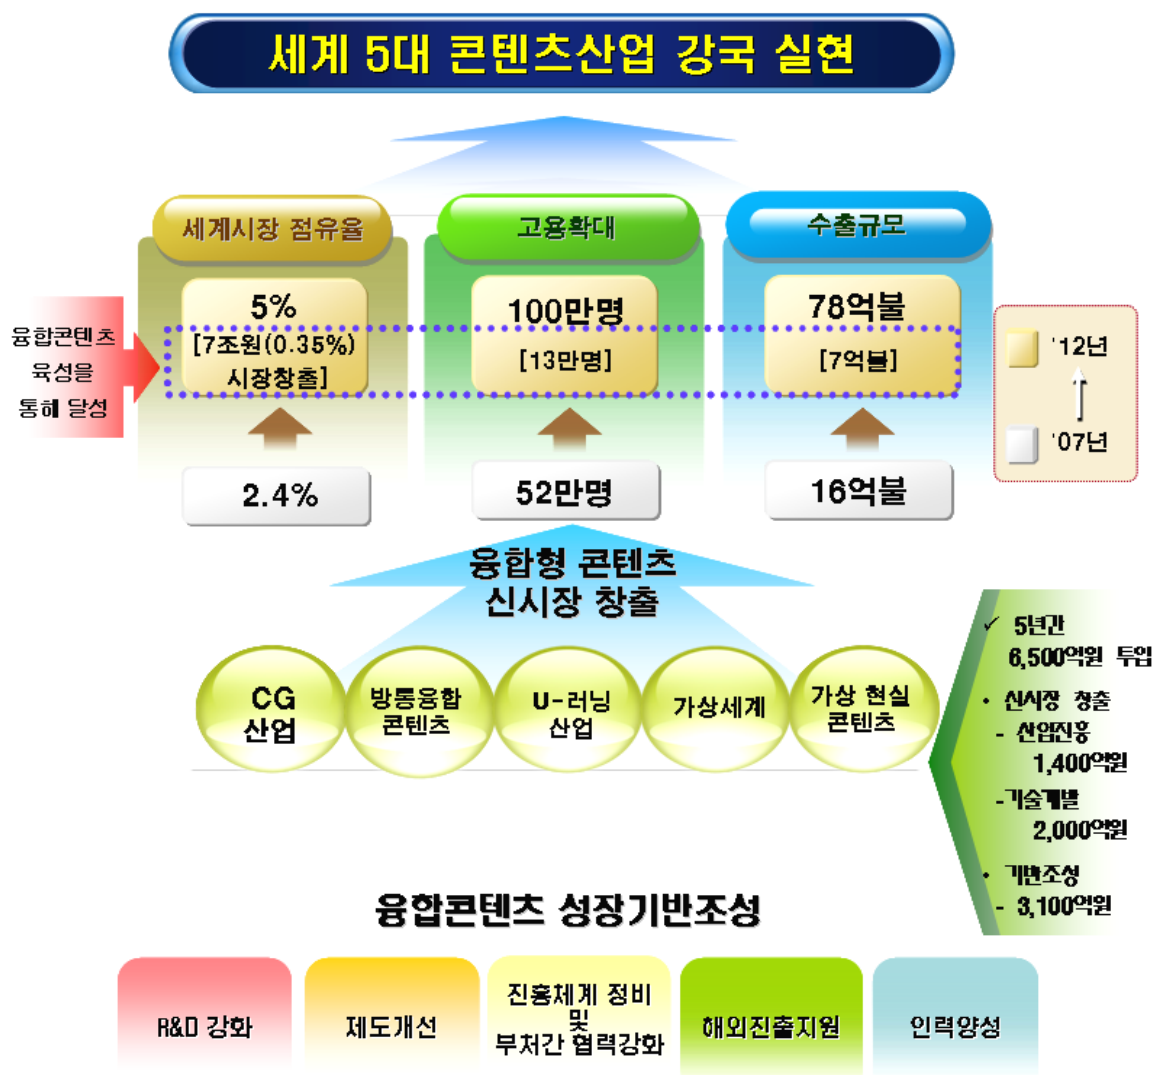 세계 5대 콘텐츠산업 강국 실현
세계시장 점유율
고용확대
수출규모
5%
[7조원(0.35%)
시장창출]
100만명
[13만명]
78억불
[7억불]
융합콘텐츠
육성을
통해 달성
'12년
'07년
2.4%
52만명
16억불
융합형 콘텐츠
신시장 창출
CG
산업
방통융합
콘텐츠
U-러닝
산업
가상세계
가상 현실
콘텐츠
✓ 5년간
6,500억원 투입
• 신시장 창출
- 산업진흥
1,400억원
-기술개발
2,000억원
• 기반조성
- 3,100억원
융합콘텐츠 성장기반조성
R&D 강화
제도개선
진흥체계 정비
및
부처간 협력강화
해외진출지원
인력양성